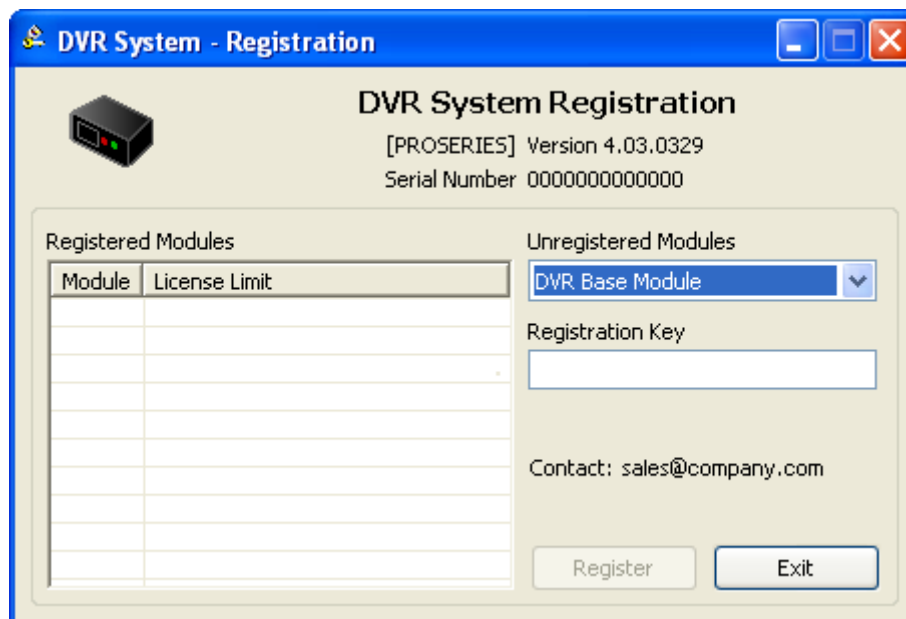 DVR System - Registration
DVR System Registration
[PROSERIES] Version 4.03.0329
Serial Number 0000000000000
Registered Modules
Module License Limit
Unregistered Modules
DVR Base Module
Registration Key
Contact: sales@company.com
Register
Exit